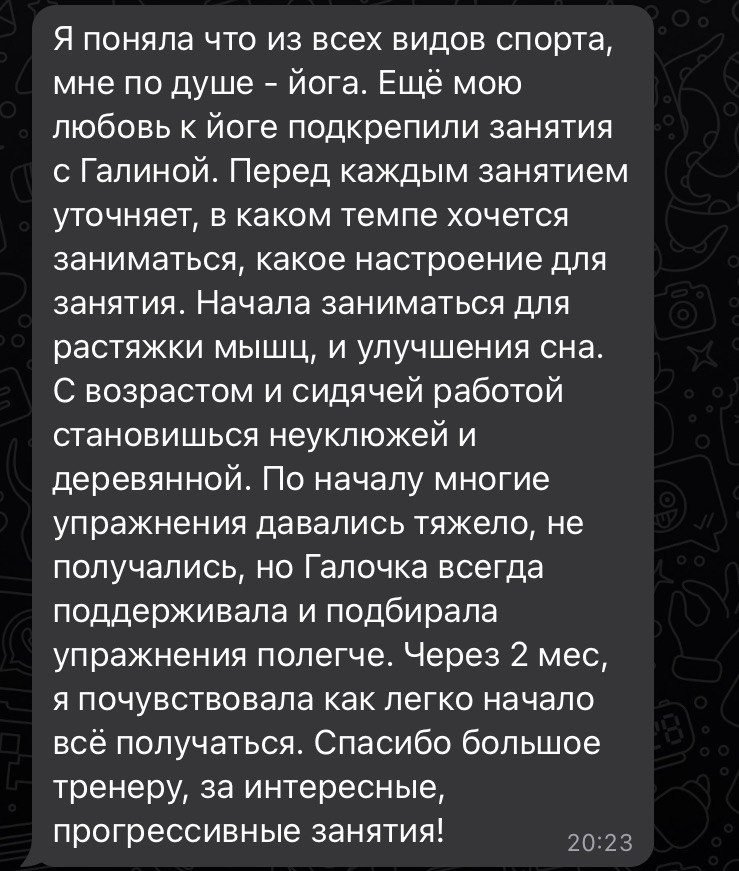 Я поняла что из всех видов спорта,
мне по душе - йога. Ещё мою
любовь к йоге подкрепили занятия
с Галиной. Перед каждым занятием
уточняет, в каком темпе хочется
заниматься, какое настроение для
занятия. Начала заниматься для
растяжки мышц, и улучшения сна.
С возрастом и сидячей работой
становишься неуклюжей и
деревянной. По началу многие
упражнения давались тяжело, не
получались, но Галочка всегда
поддерживала и подбирала
упражнения полегче. Через 2 мес,
я почувствовала как легко начало
всё получаться. Спасибо большое
тренеру, за интересные,
прогрессивные занятия!
20:23